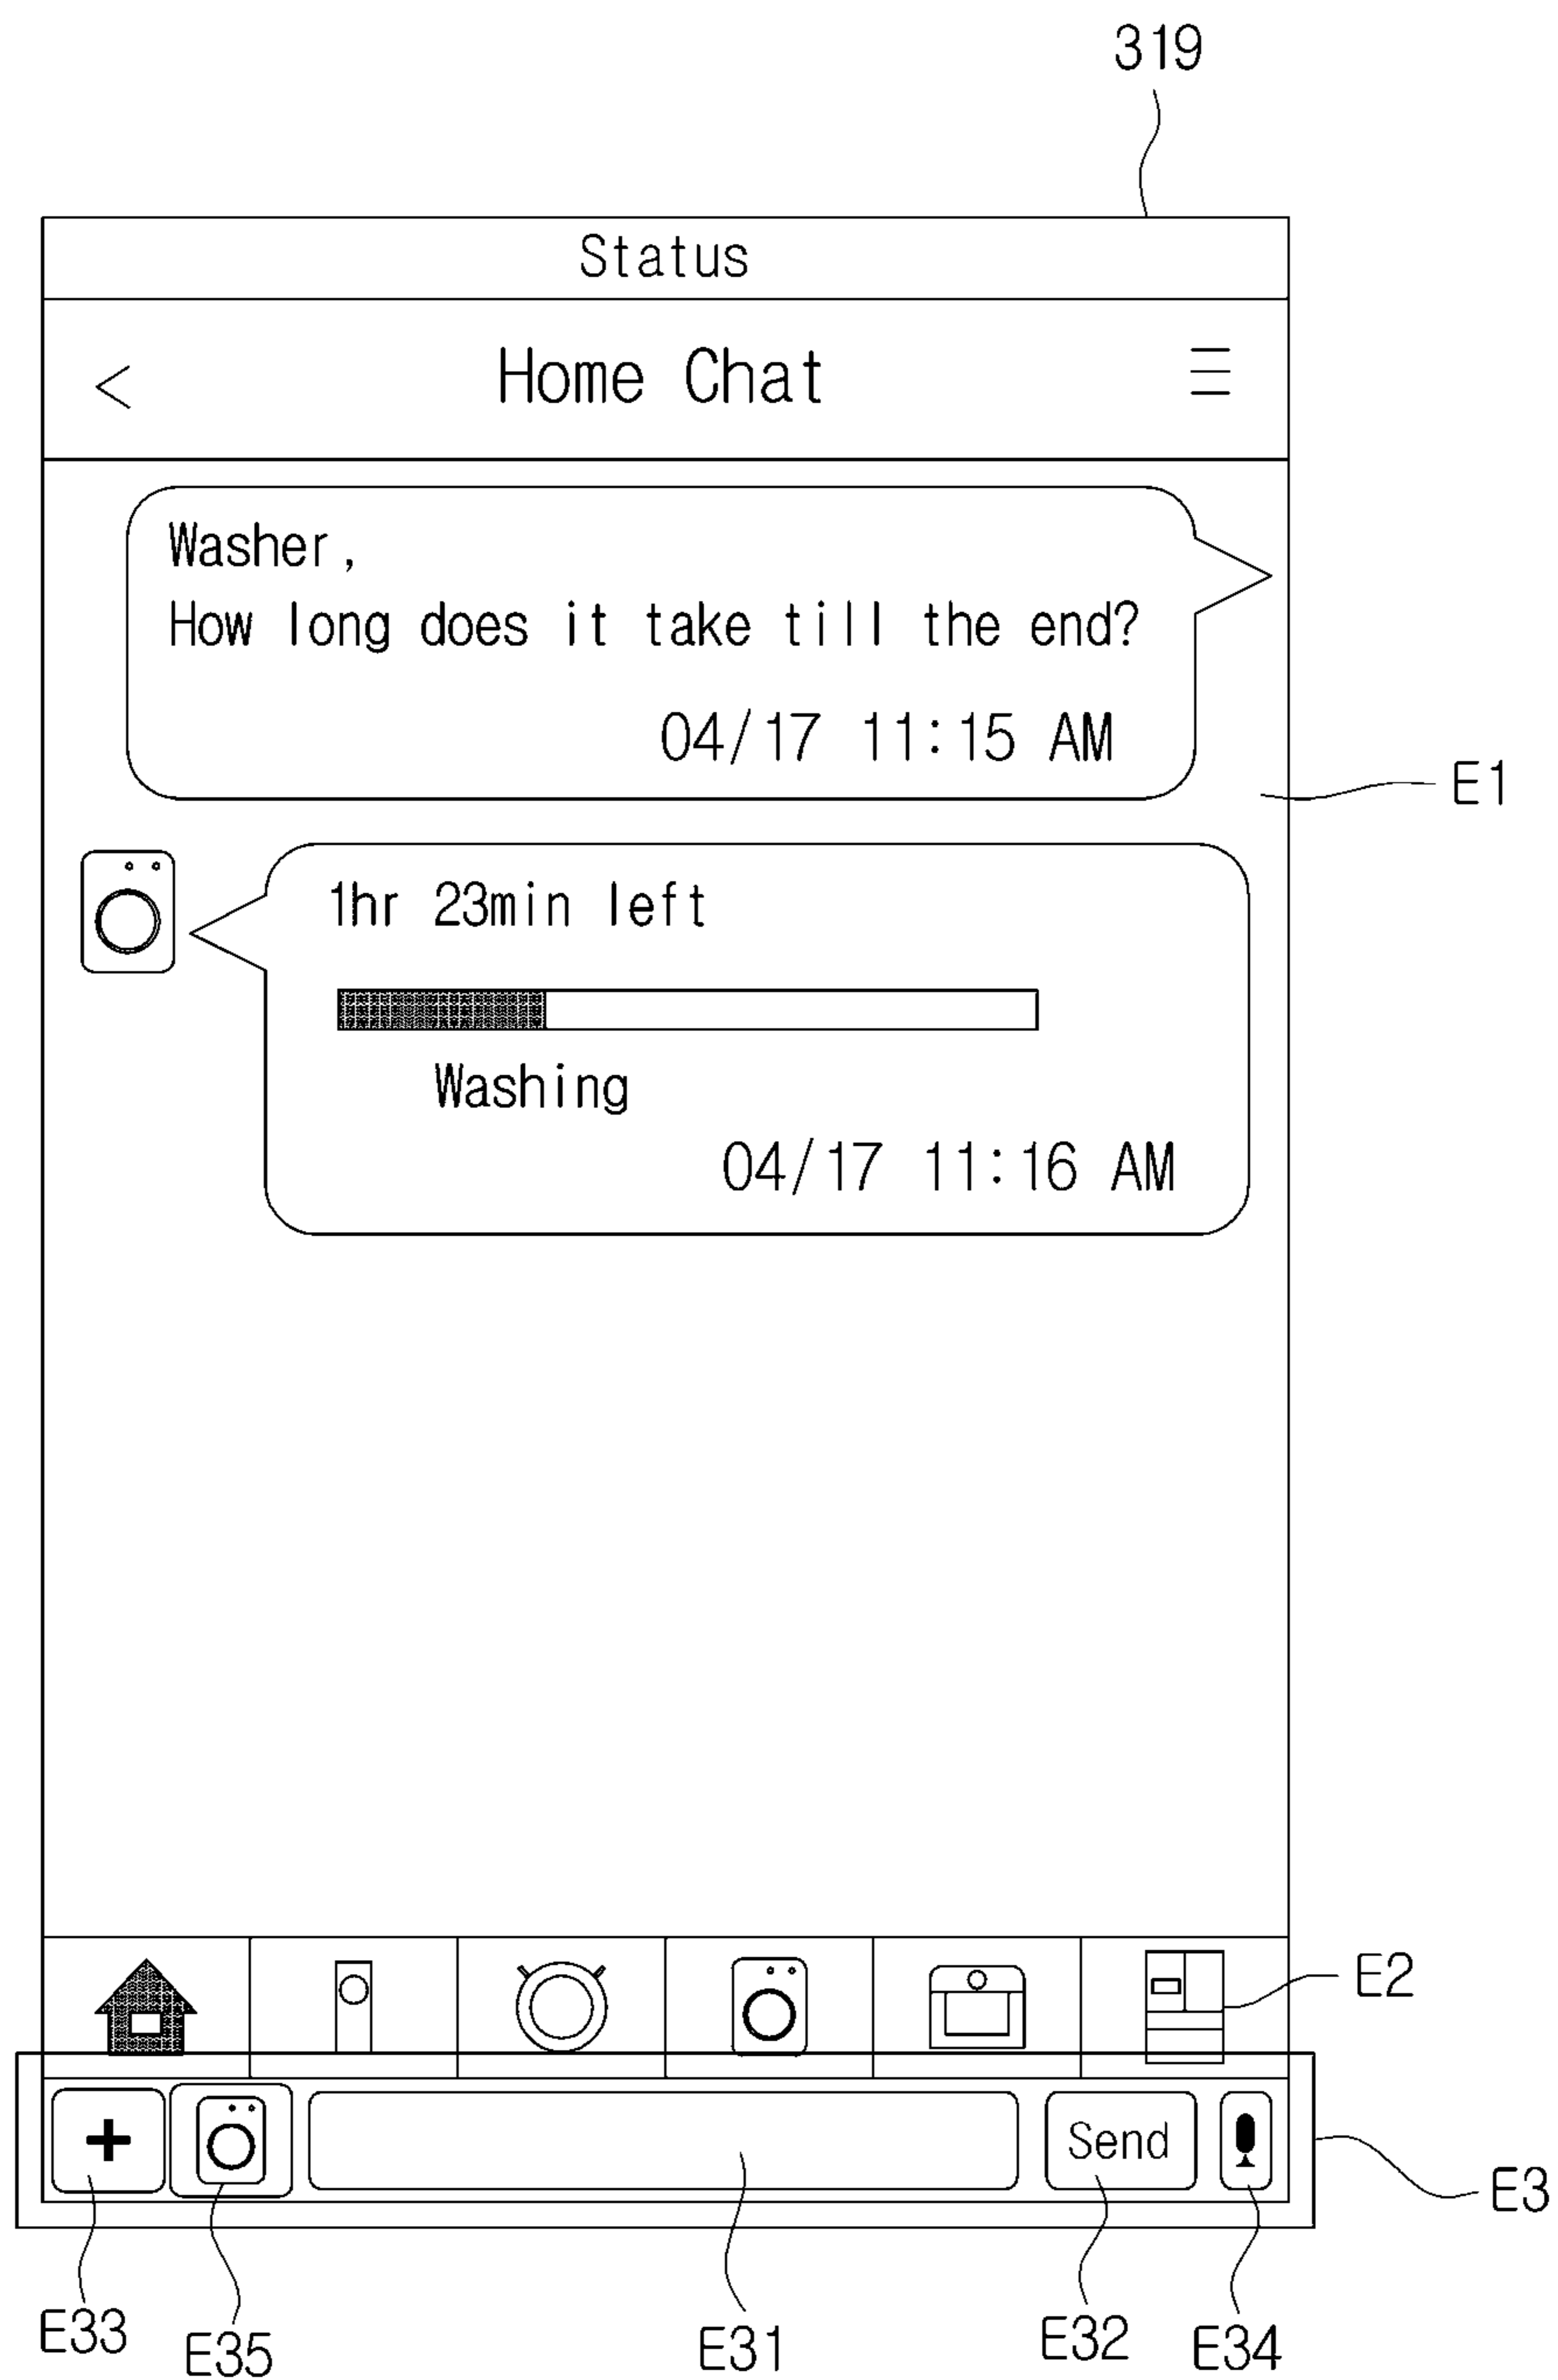 319
Status
< Home Chat
Washer,
How long does it take till the end?
04/17 11:15 AM
E1
1hr 23min left
Washing
04/17 11:16 AM
E2
+ Send
E3
E33 E35 E31 E32 E34